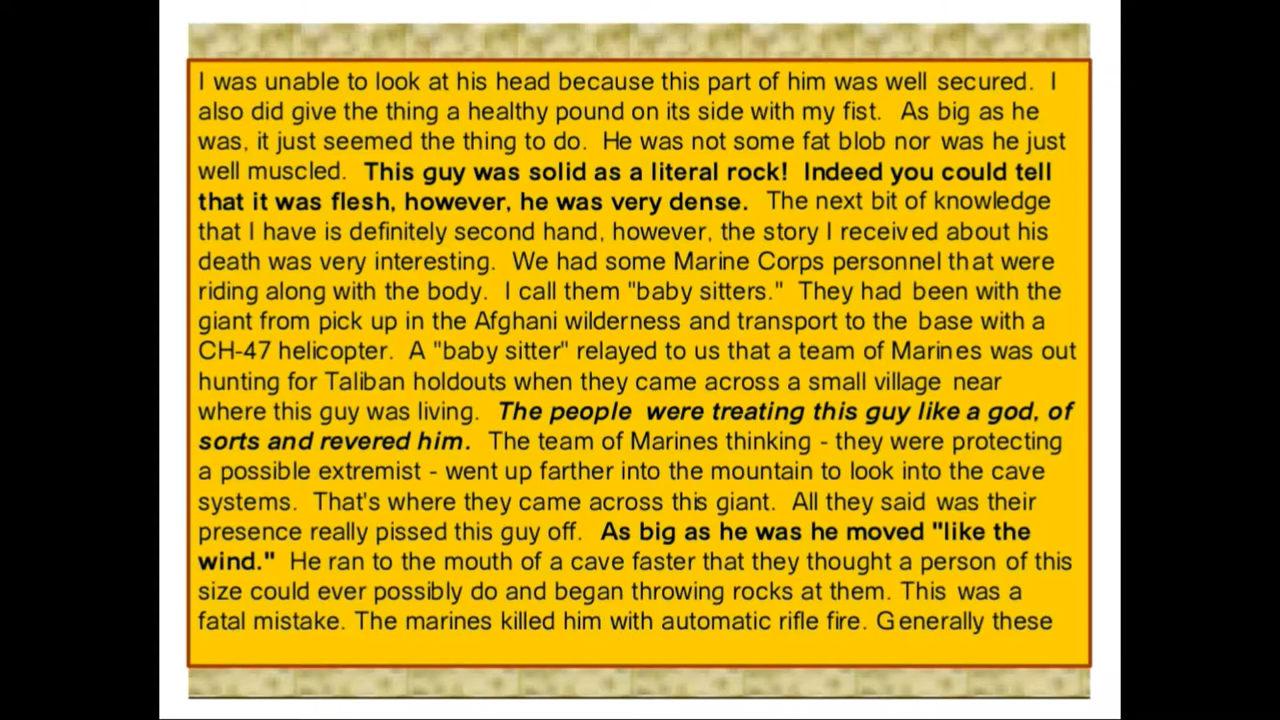 I was unable to look at his head because this part of him was well secured.  I
also did give the thing a healthy pound on its side with my fist.   As big as he
was, it just seemed the thing to do.  He was not some fat blob nor was he just
well muscled.  This guy was solid as a literal rock!  Indeed you could tell
that it was flesh, however, he was very dense.  The next bit of knowledge
that I have is definitely second hand, however, the story I received about his
death was very interesting.  We had some Marine Corps personnel that were
riding along with the body.  I call them "baby sitters."  They had been with the
giant from pick up in the Afghani wilderness and transport to the base with a
CH-47 helicopter.  A "baby sitter" relayed to us that a team of Marines was out
hunting for Taliban holdouts when they came across a small village near
where this guy was living.  The people were treating this guy like a god, of
sorts and revered him.  The team of Marines thinking - they were protecting
a possible extremist - went up farther into the mountain to look into the cave
systems.  That's where they came across this giant.  All they said was their
presence really pissed this guy off.  As big as he was he moved "like the
wind."  He ran to the mouth of a cave faster that they thought a person of this
size could ever possibly do and began throwing rocks at them. This was a
fatal mistake. The marines killed him with automatic rifle fire. Generally these